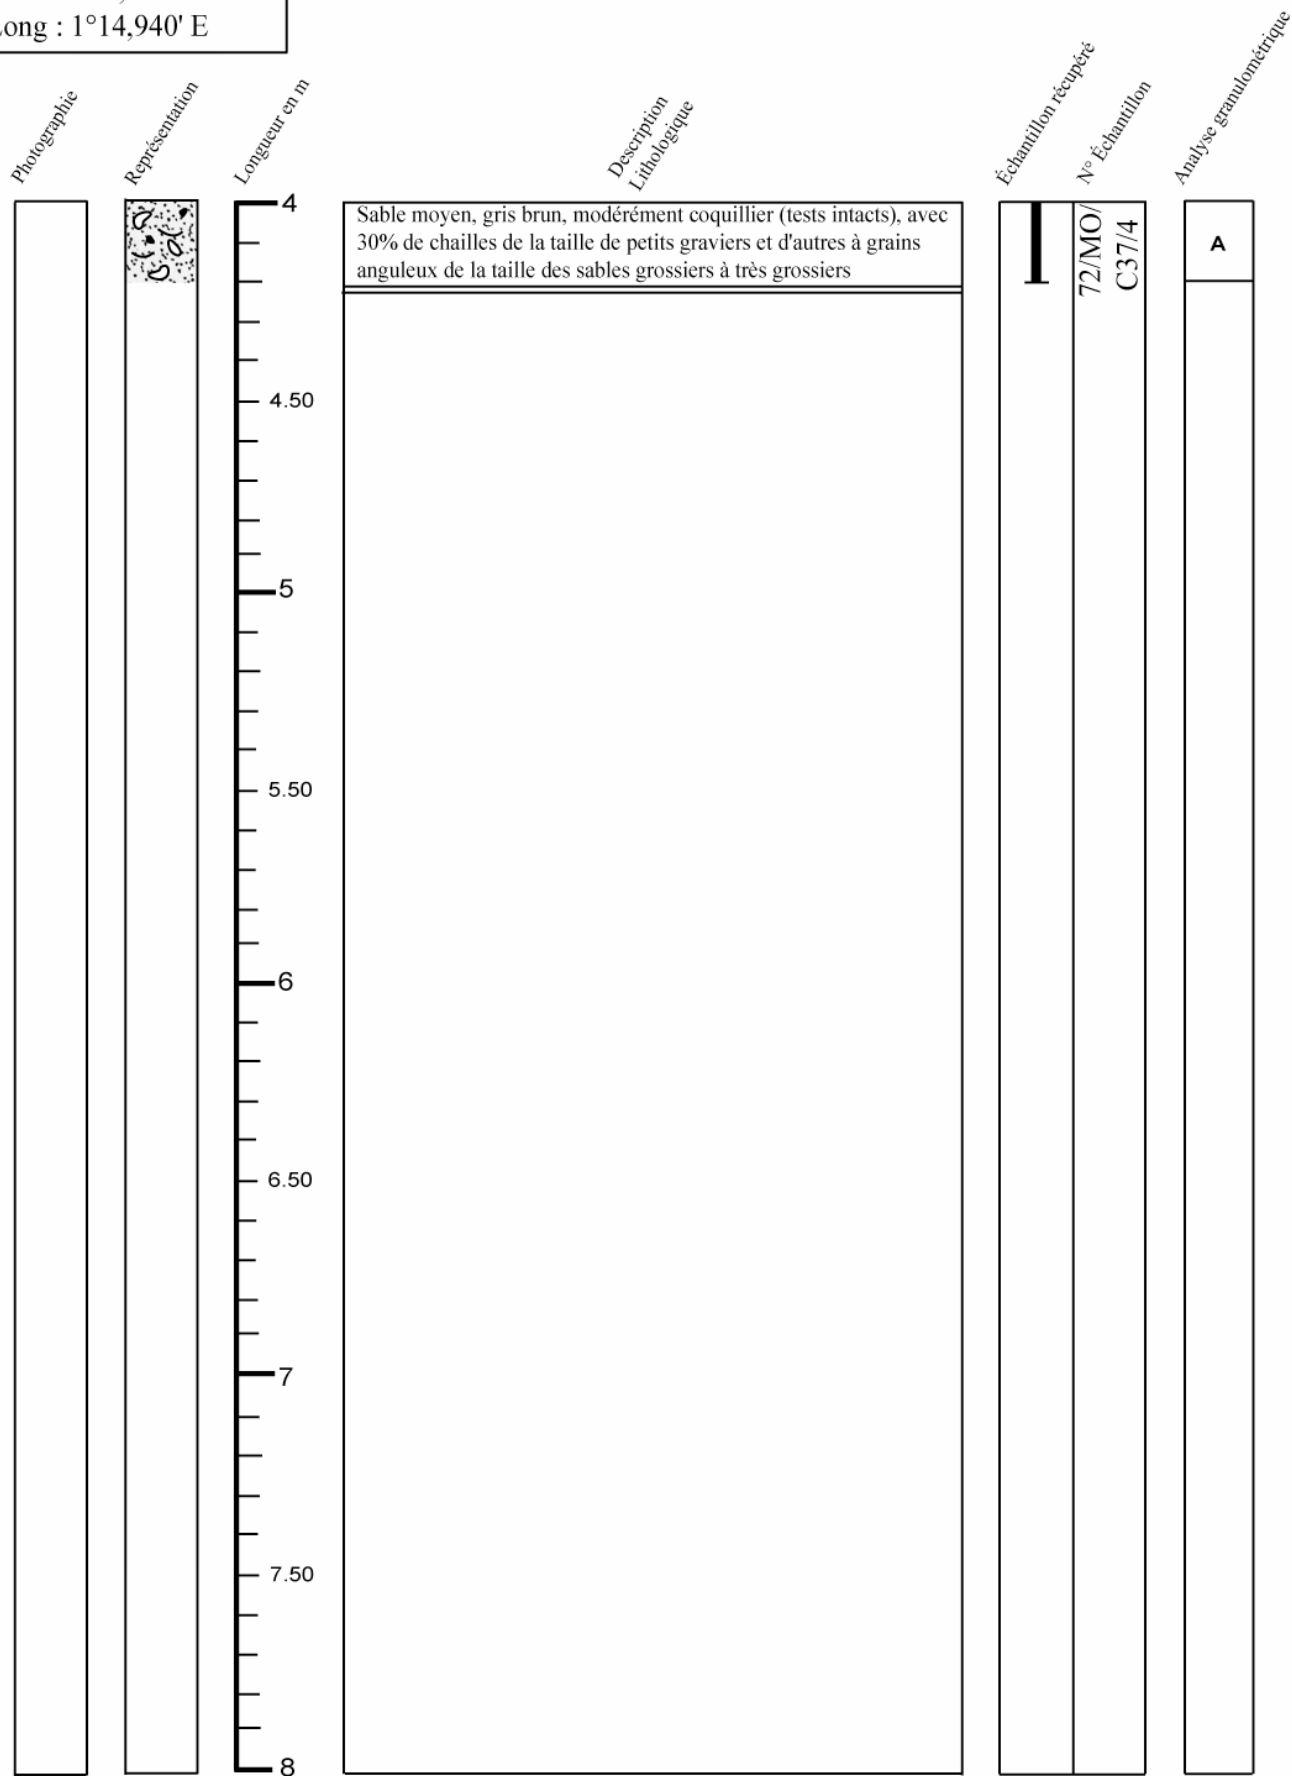 Long : 1°14,940' E
Photographie
Représentation
Longueur en m
Description
Lithologique
Échantillon récupéré
N° Échantillon
Analyse granulométrique
4
Sable moyen, gris brun, modérément coquillier (tests intacts), avec
30% de chailles de la taille de petits graviers et d'autres à grains
anguleux de la taille des sables grossiers à très grossiers
72/MO/
C37/4
A
4.50
5
5.50
6
6.50
7
7.50
8